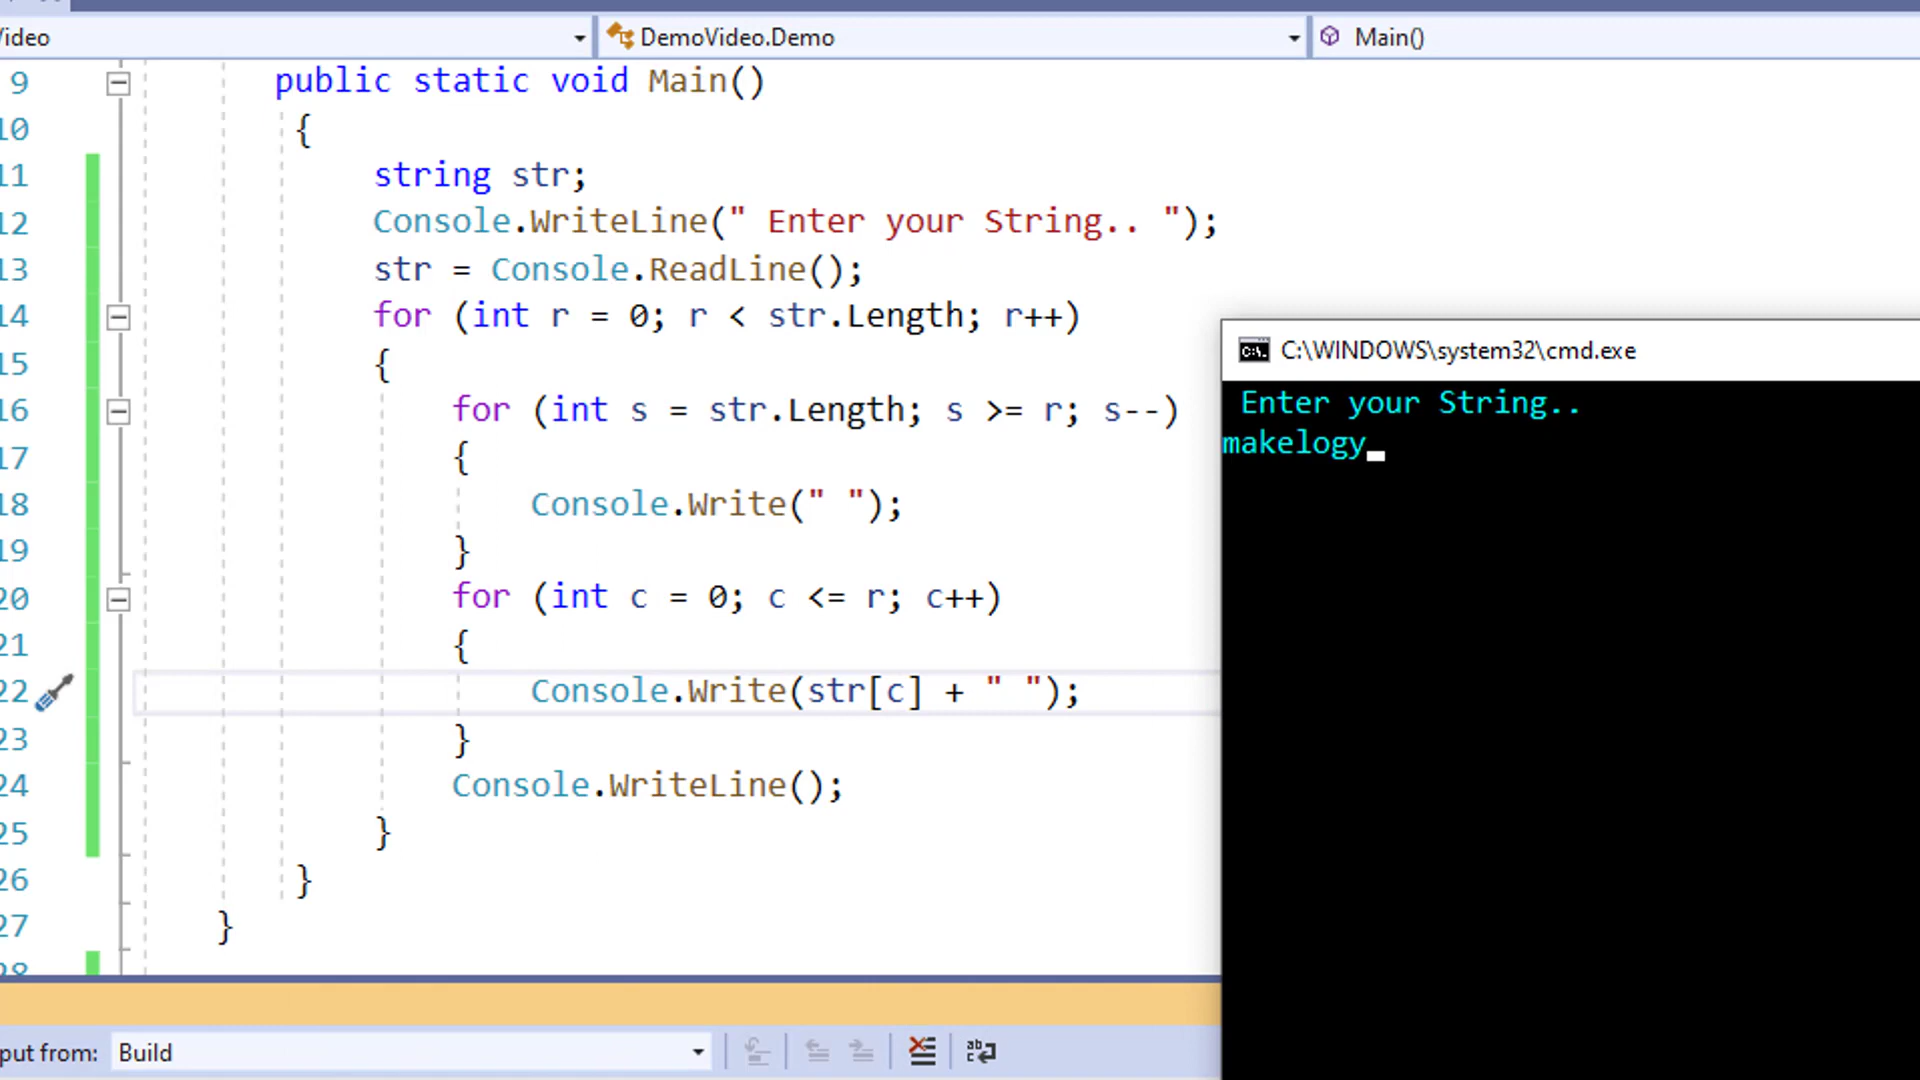 Video DemoVideo.Demo Main()
9 public static void Main()
10 {
11 string str;
12 Console.WriteLine(" Enter your String.. ");
13 str = Console.ReadLine();
14 for (int r = 0; r < str.Length; r++)
15 {
16 for (int s = str.Length; s >= r; s--)
17 {
18 Console.Write(" ");
19 }
20 for (int c = 0; c <= r; c++)
21 {
22 Console.Write(str[c] + " ");
23 }
24 Console.WriteLine();
25 }
26 }
27 }
28
put from: Build
C:\WINDOWS\system32\cmd.exe
Enter your String..
makelogy